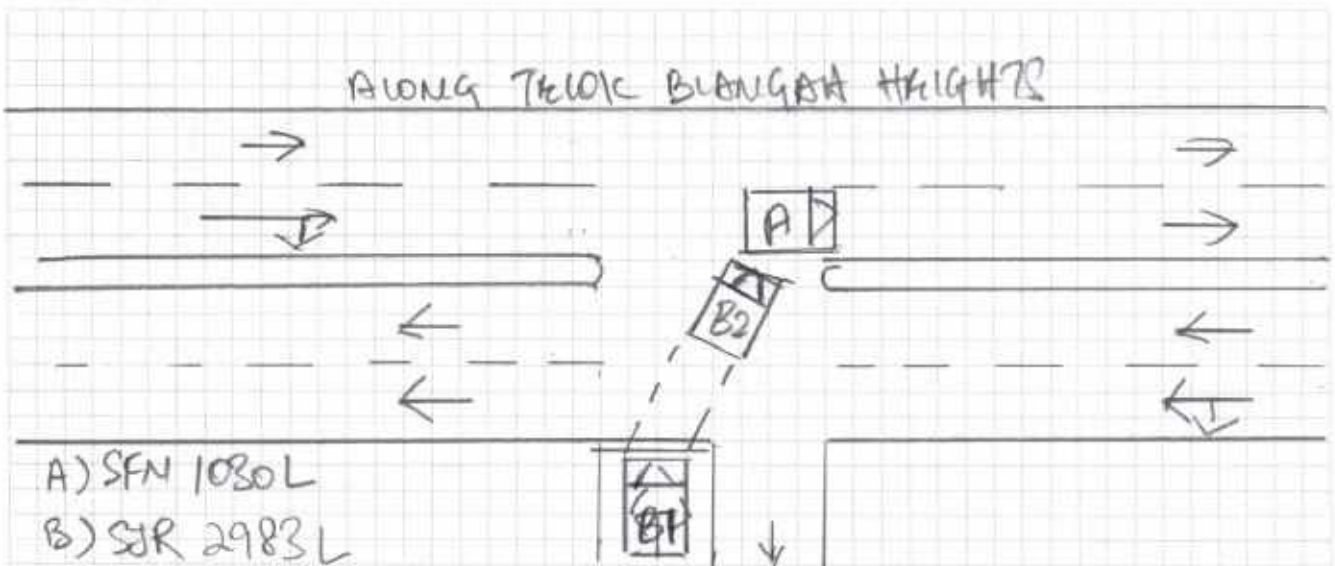 ALONG TELOK BLANGAH HEIGHTS
A
B2
A) SFN 1030L
B) SJR 2983L
B1